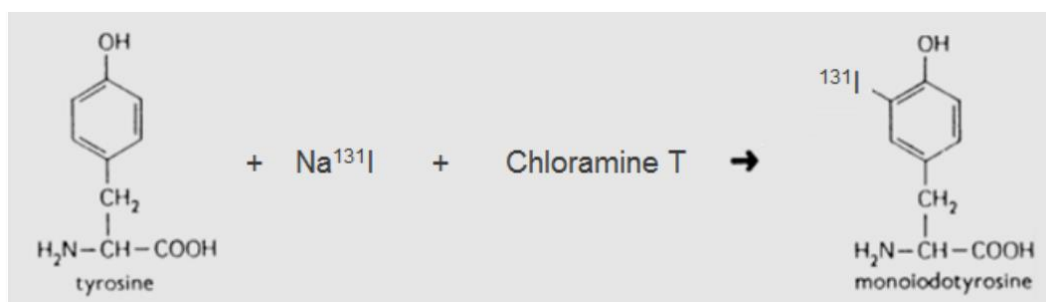 OH
CH₂
H₂N–CH–COOH
tyrosine
+ Na¹³¹I + Chloramine T ➔
OH
¹³¹I
CH₂
H₂N–CH–COOH
monoiodotyrosine